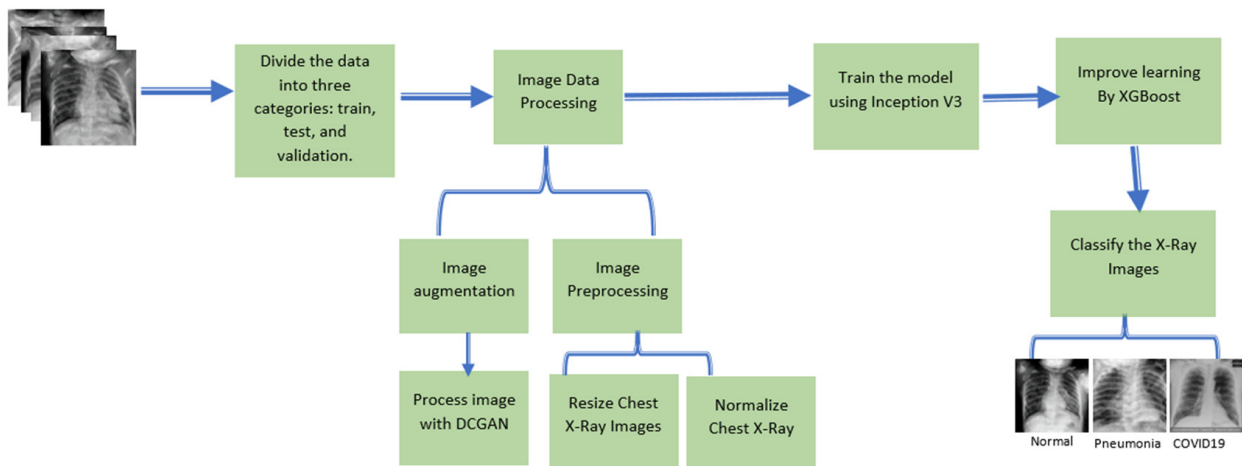 Divide the data
into three
categories: train,
test, and
validation.
Image Data
Processing
Train the model
using Inception V3
Improve learning
By XGBoost
Image
augmentation
Image
Preprocessing
Classify the X-Ray
Images
Process image
with DCGAN
Resize Chest
X-Ray Images
Normalize
Chest X-Ray
Normal
Pneumonia
COVID19